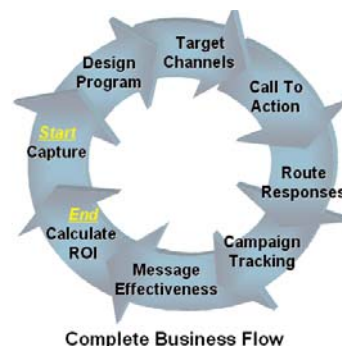 Start
Capture
Design
Program
Target
Channels
Call To
Action
Route
Responses
Campaign
Tracking
Message
Effectiveness
End
Calculate
ROI
Complete Business Flow